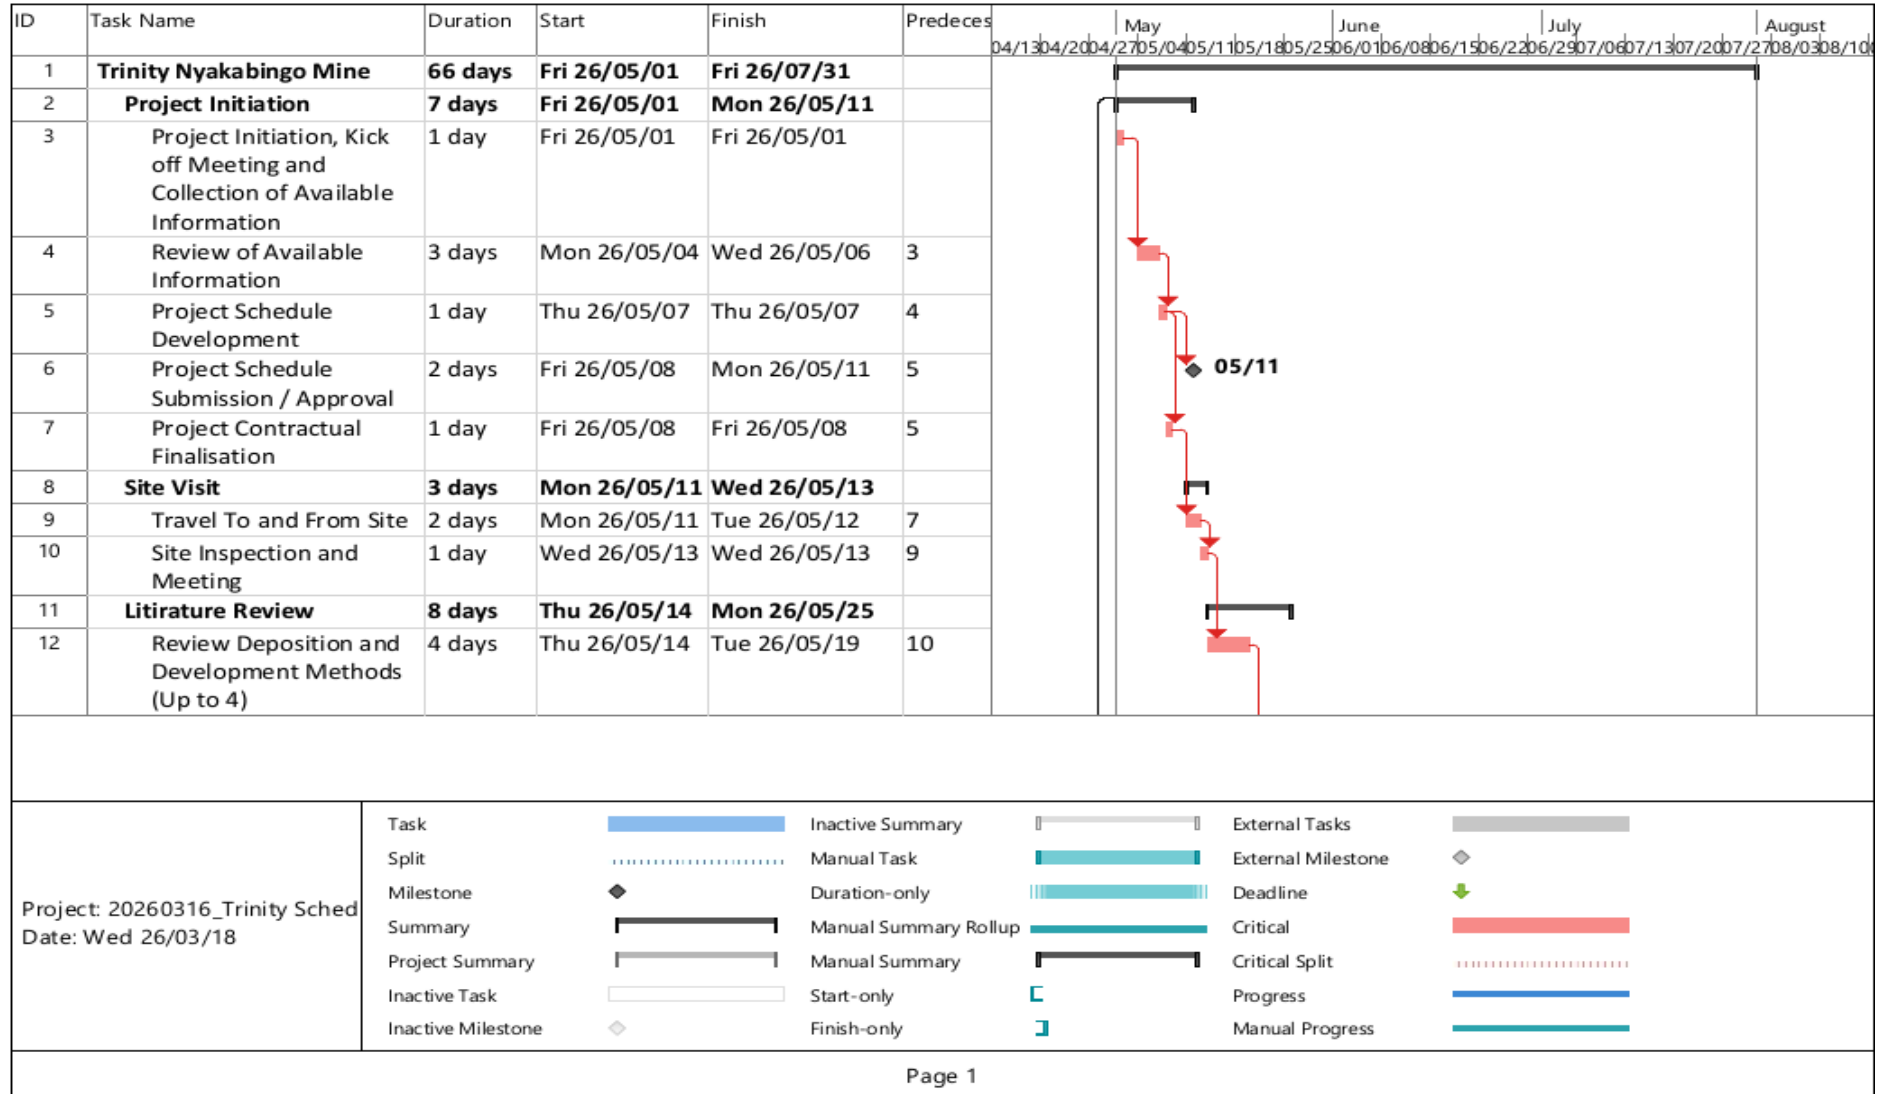 ID Task Name Duration Start Finish Predeces
May June July August
04/13 04/20 04/27 05/04 05/11 05/18 05/25 06/01 06/08 06/15 06/22 06/29 07/06 07/13 07/20 07/27 08/03 08/10
1 Trinity Nyakabingo Mine 66 days Fri 26/05/01 Fri 26/07/31
2 Project Initiation 7 days Fri 26/05/01 Mon 26/05/11
3 Project Initiation, Kick 1 day Fri 26/05/01 Fri 26/05/01
off Meeting and
Collection of Available
Information
4 Review of Available 3 days Mon 26/05/04 Wed 26/05/06 3
Information
5 Project Schedule 1 day Thu 26/05/07 Thu 26/05/07 4
Development
6 Project Schedule 2 days Fri 26/05/08 Mon 26/05/11 5 05/11
Submission / Approval
7 Project Contractual 1 day Fri 26/05/08 Fri 26/05/08 5
Finalisation
8 Site Visit 3 days Mon 26/05/11 Wed 26/05/13
9 Travel To and From Site 2 days Mon 26/05/11 Tue 26/05/12 7
10 Site Inspection and 1 day Wed 26/05/13 Wed 26/05/13 9
Meeting
11 Litirature Review 8 days Thu 26/05/14 Mon 26/05/25
12 Review Deposition and 4 days Thu 26/05/14 Tue 26/05/19 10
Development Methods
(Up to 4)
Project: 20260316_Trinity Sched
Date: Wed 26/03/18
Task Inactive Summary External Tasks
Split Manual Task External Milestone
Milestone Duration-only Deadline
Summary Manual Summary Rollup Critical
Project Summary Manual Summary Critical Split
Inactive Task Start-only Progress
Inactive Milestone Finish-only Manual Progress
Page 1